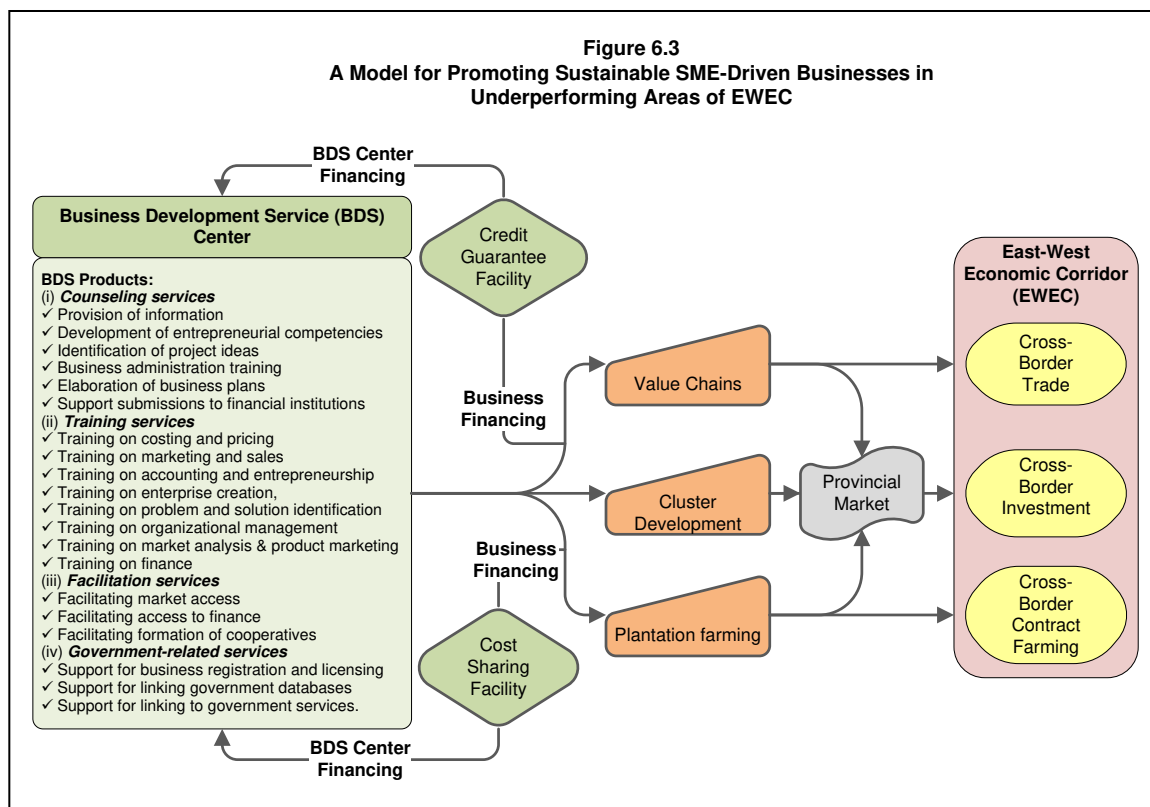 Figure 6.3
A Model for Promoting Sustainable SME-Driven Businesses in
Underperforming Areas of EWEC
BDS Center
Financing
Business Development Service (BDS)
Center
BDS Products:
(i) Counseling services
✓ Provision of information
✓ Development of entrepreneurial competencies
✓ Identification of project ideas
✓ Business administration training
✓ Elaboration of business plans
✓ Support submissions to financial institutions
(ii) Training services
✓ Training on costing and pricing
✓ Training on marketing and sales
✓ Training on accounting and entrepreneurship
✓ Training on enterprise creation,
✓ Training on problem and solution identification
✓ Training on organizational management
✓ Training on market analysis & product marketing
✓ Training on finance
(iii) Facilitation services
✓ Facilitating market access
✓ Facilitating access to finance
✓ Facilitating formation of cooperatives
(iv) Government-related services
✓ Support for business registration and licensing
✓ Support for linking government databases
✓ Support for linking to government services.
Credit
Guarantee
Facility
Business
Financing
Business
Financing
Cost
Sharing
Facility
BDS Center
Financing
Value Chains
Cluster
Development
Plantation farming
Provincial
Market
East-West
Economic Corridor
(EWEC)
Cross-
Border
Trade
Cross-
Border
Investment
Cross-
Border
Contract
Farming